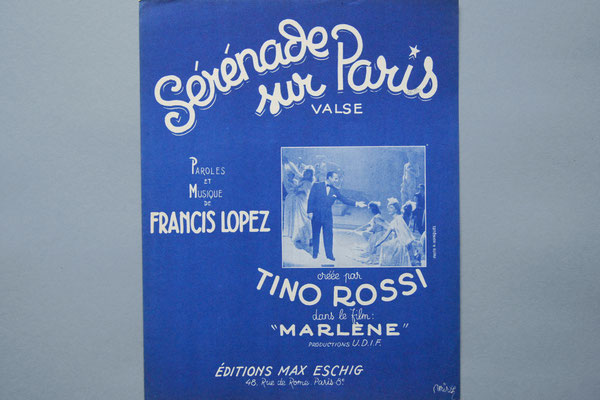 Sérénade
sur Paris
VALSE
PAROLES
ET
MUSIQUE
DE
FRANCIS LOPEZ
créée par
TINO ROSSI
dans le film:
"MARLÈNE"
PRODUCTIONS U.D.I.F.
ÉDITIONS MAX ESCHIG
48, Rue de Rome, Paris 8e